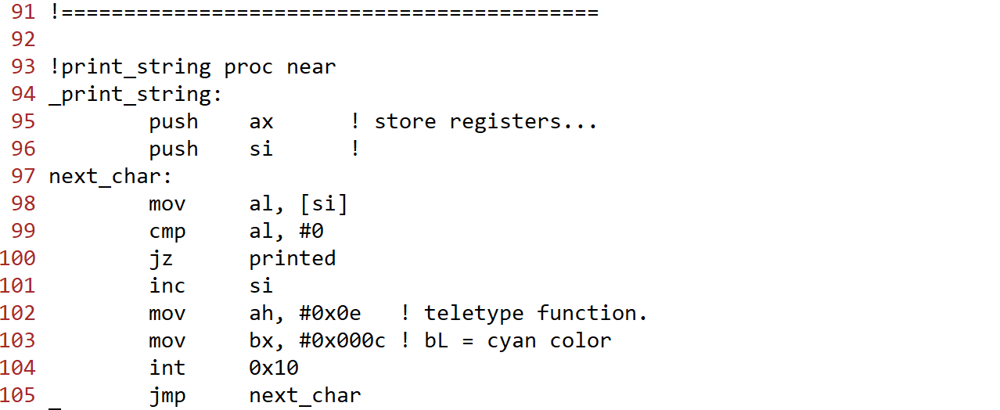 91 !===========================================
92
93 !print_string proc near
94 _print_string:
95         push    ax      ! store registers...
96         push    si      !
97 next_char:
98         mov     al, [si]
99         cmp     al, #0
100         jz      printed
101         inc     si
102         mov     ah, #0x0e   ! teletype function.
103         mov     bx, #0x000c ! bL = cyan color
104         int     0x10
105 _       jmp     next_char